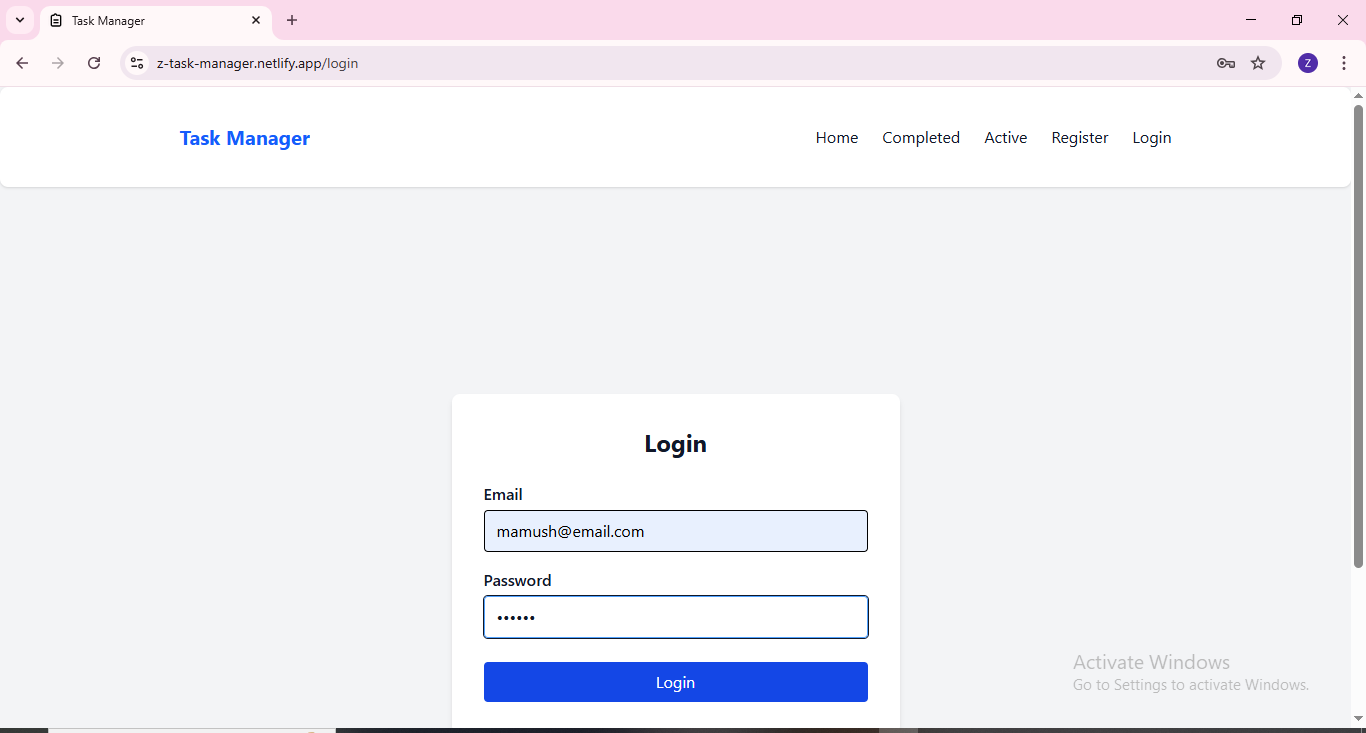 Task Manager
z-task-manager.netlify.app/login
Z
Task Manager
Home Completed Active Register Login
Login
Email
mamush@email.com
Password
••••••
Login
Activate Windows
Go to Settings to activate Windows.